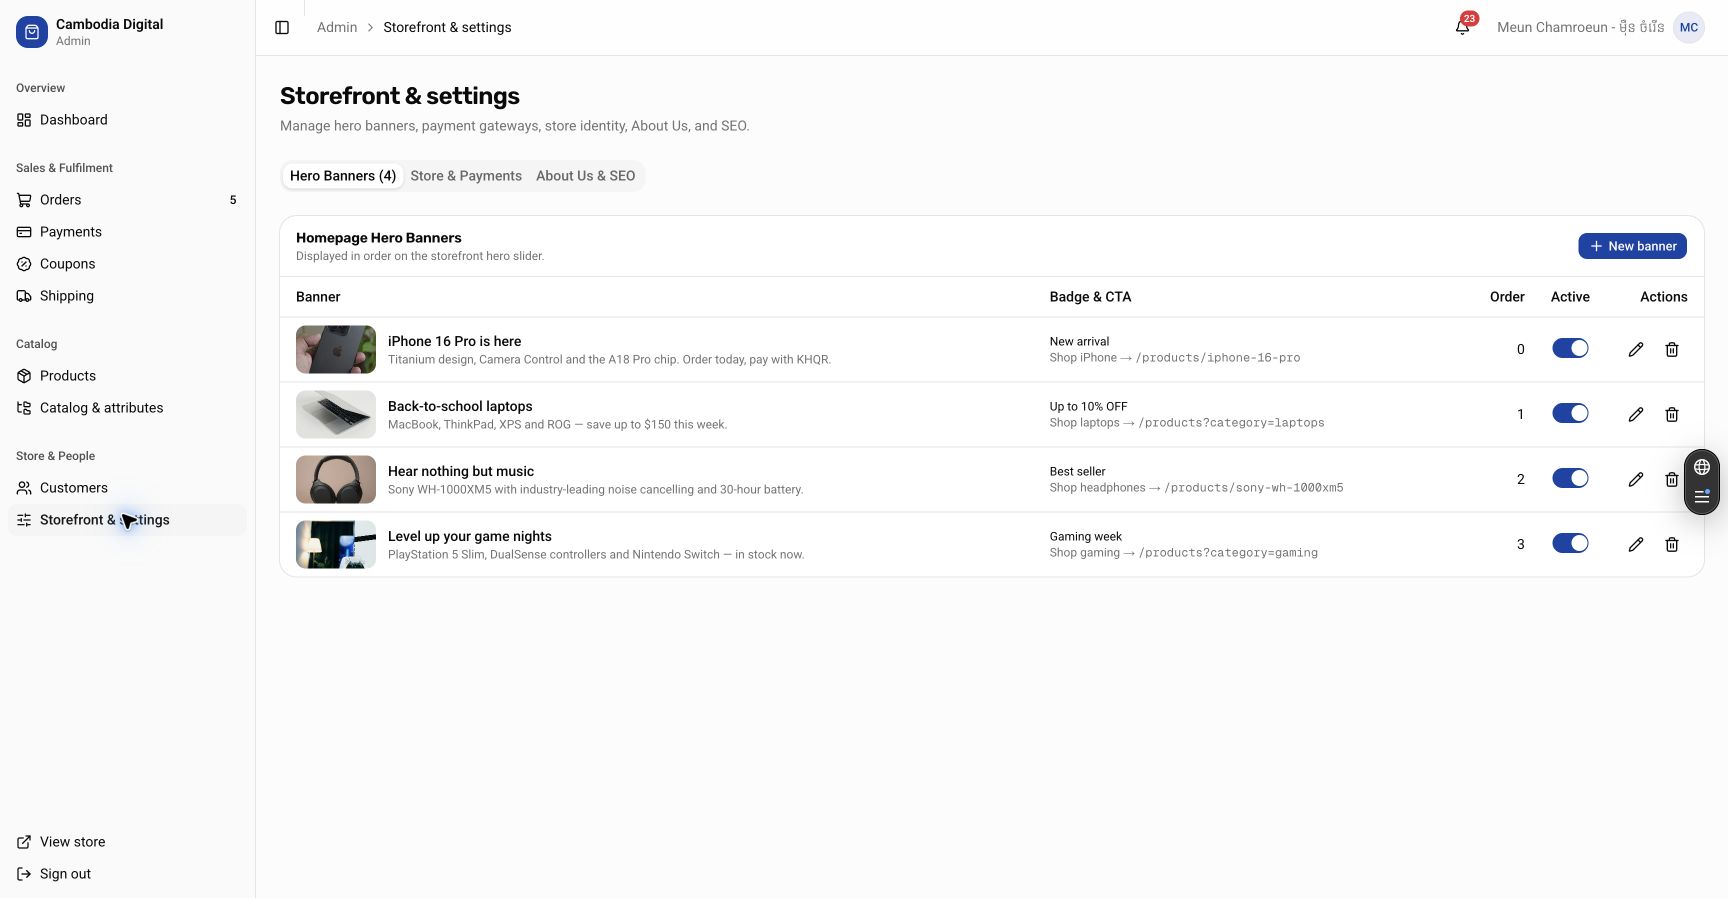 Cambodia Digital
Admin
Overview
Dashboard
Sales & Fulfilment
Orders 5
Payments
Coupons
Shipping
Catalog
Products
Catalog & attributes
Store & People
Customers
Storefront & settings
View store
Sign out
Admin > Storefront & settings
23
Meun Chamroeun - ម៉ឺន ចំរើន MC
Storefront & settings
Manage hero banners, payment gateways, store identity, About Us, and SEO.
Hero Banners (4) Store & Payments About Us & SEO
Homepage Hero Banners
Displayed in order on the storefront hero slider.
+ New banner
Banner Badge & CTA Order Active Actions
iPhone 16 Pro is here
Titanium design, Camera Control and the A18 Pro chip. Order today, pay with KHQR.
New arrival
Shop iPhone → /products/iphone-16-pro
0
Back-to-school laptops
MacBook, ThinkPad, XPS and ROG — save up to $150 this week.
Up to 10% OFF
Shop laptops → /products?category=laptops
1
Hear nothing but music
Sony WH-1000XM5 with industry-leading noise cancelling and 30-hour battery.
Best seller
Shop headphones → /products/sony-wh-1000xm5
2
Level up your game nights
PlayStation 5 Slim, DualSense controllers and Nintendo Switch — in stock now.
Gaming week
Shop gaming → /products?category=gaming
3